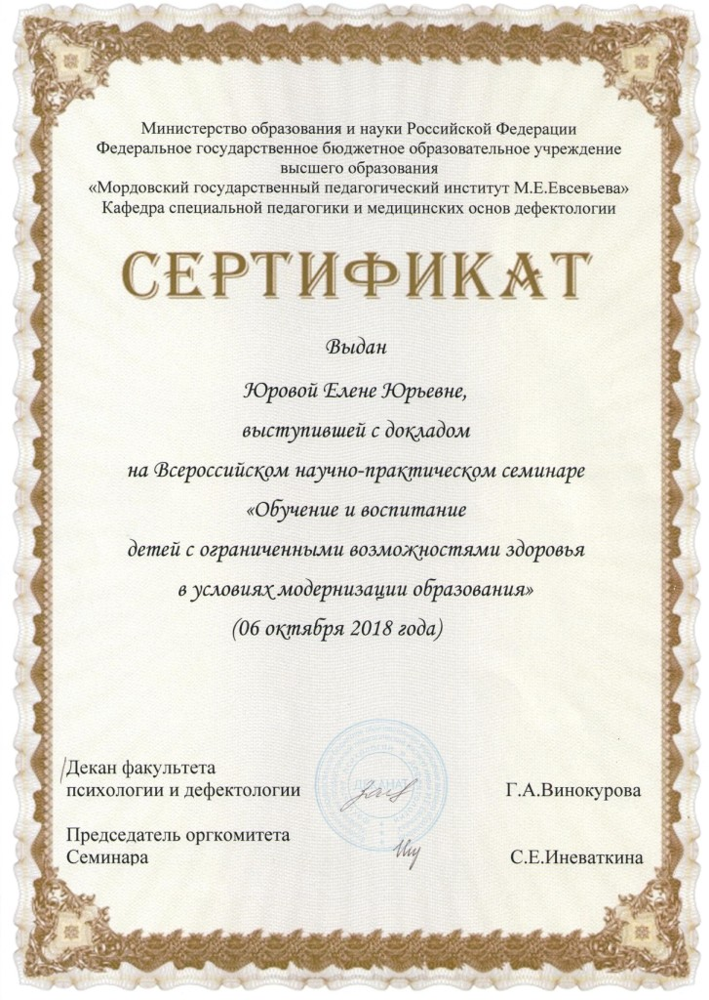 Министерство образования и науки Российской Федерации
Федеральное государственное бюджетное образовательное учреждение
высшего образования
«Мордовский государственный педагогический институт М.Е.Евсевьева»
Кафедра специальной педагогики и медицинских основ дефектологии
СЕРТИФИКАТ
Выдан
Юровой Елене Юрьевне,
выступившей с докладом
на Всероссийском научно-практическом семинаре
«Обучение и воспитание
детей с ограниченными возможностями здоровья
в условиях модернизации образования»
(06 октября 2018 года)
Декан факультета
психологии и дефектологии
Г.А.Винокурова
ДЕКАНАТ
Председатель оргкомитета
Семинара
С.Е.Иневаткина